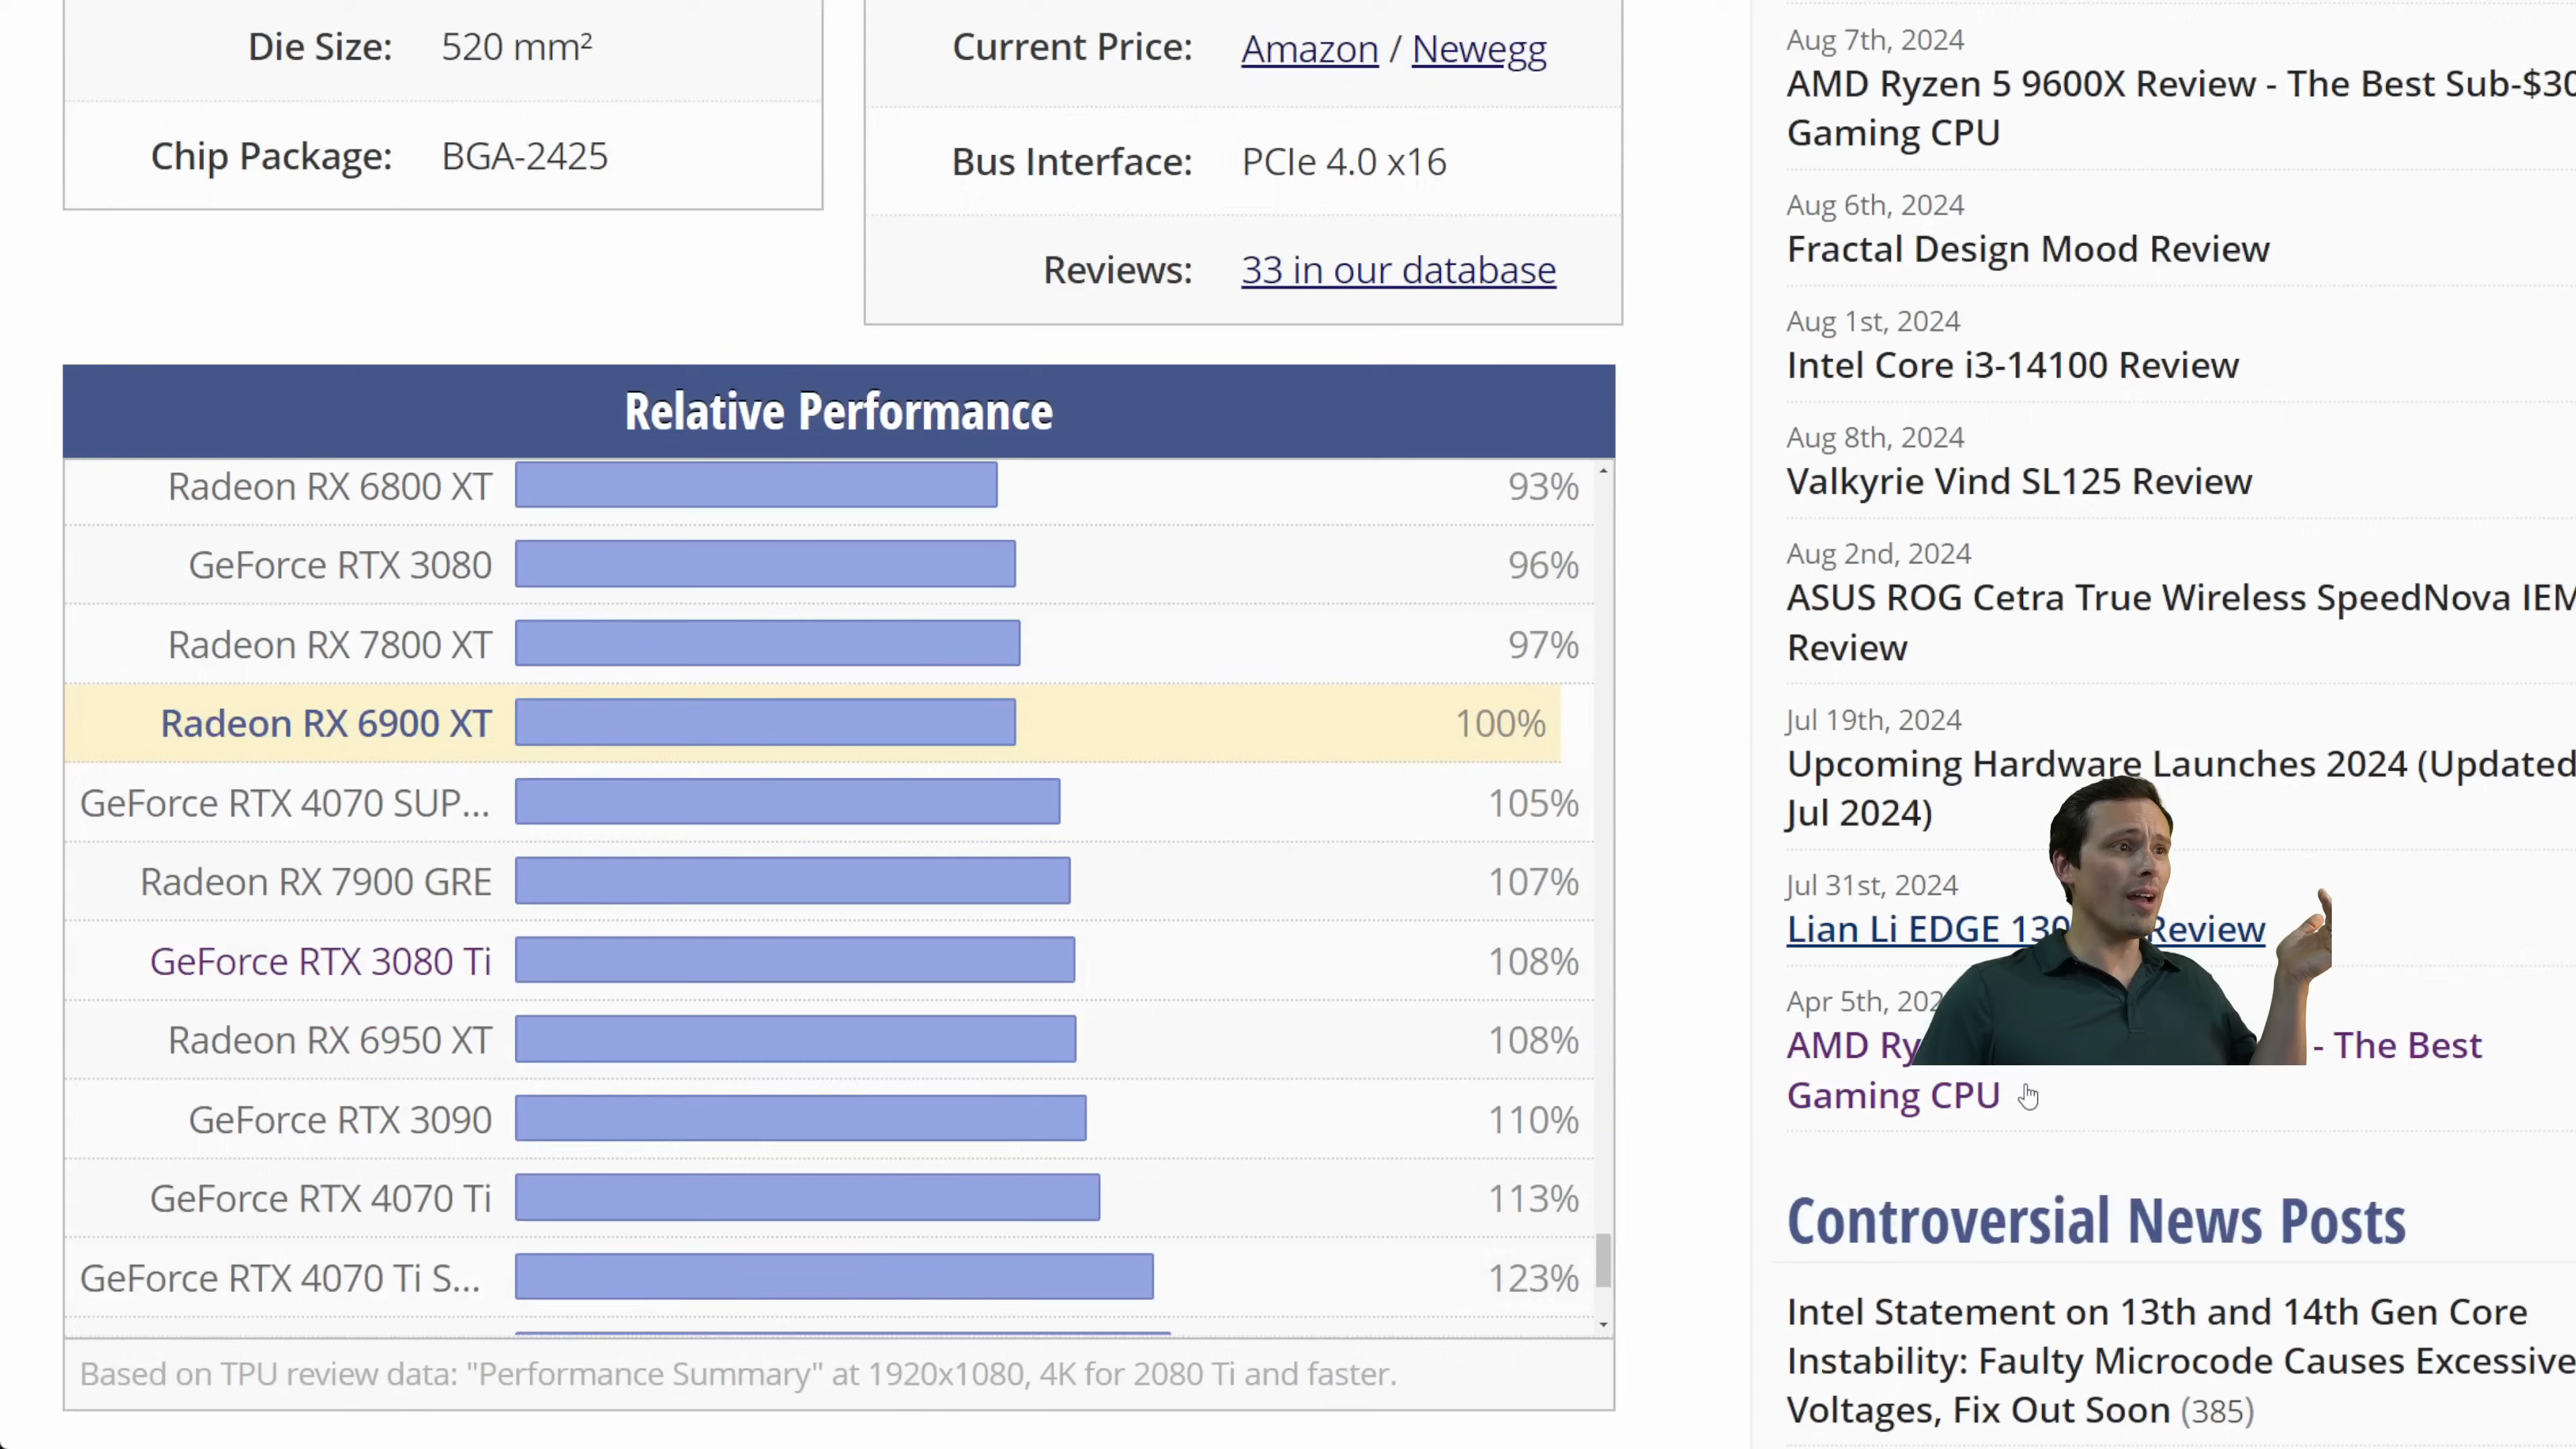 Die Size: 520 mm²
Chip Package: BGA-2425
Current Price: Amazon / Newegg
Bus Interface: PCIe 4.0 x16
Reviews: 33 in our database
Relative Performance
Radeon RX 6800 XT 93%
GeForce RTX 3080 96%
Radeon RX 7800 XT 97%
Radeon RX 6900 XT 100%
GeForce RTX 4070 SUP... 105%
Radeon RX 7900 GRE 107%
GeForce RTX 3080 Ti 108%
Radeon RX 6950 XT 108%
GeForce RTX 3090 110%
GeForce RTX 4070 Ti 113%
GeForce RTX 4070 Ti S... 123%
Based on TPU review data: "Performance Summary" at 1920x1080, 4K for 2080 Ti and faster.
Aug 7th, 2024
AMD Ryzen 5 9600X Review - The Best Sub-$30
Gaming CPU
Aug 6th, 2024
Fractal Design Mood Review
Aug 1st, 2024
Intel Core i3-14100 Review
Aug 8th, 2024
Valkyrie Vind SL125 Review
Aug 2nd, 2024
ASUS ROG Cetra True Wireless SpeedNova IEM
Review
Jul 19th, 2024
Upcoming Hardware Launches 2024 (Updated
Jul 2024)
Jul 31st, 2024
Lian Li EDGE 130 Review
Apr 5th, 202
AMD Ry - The Best
Gaming CPU
Controversial News Posts
Intel Statement on 13th and 14th Gen Core
Instability: Faulty Microcode Causes Excessive
Voltages, Fix Out Soon (385)